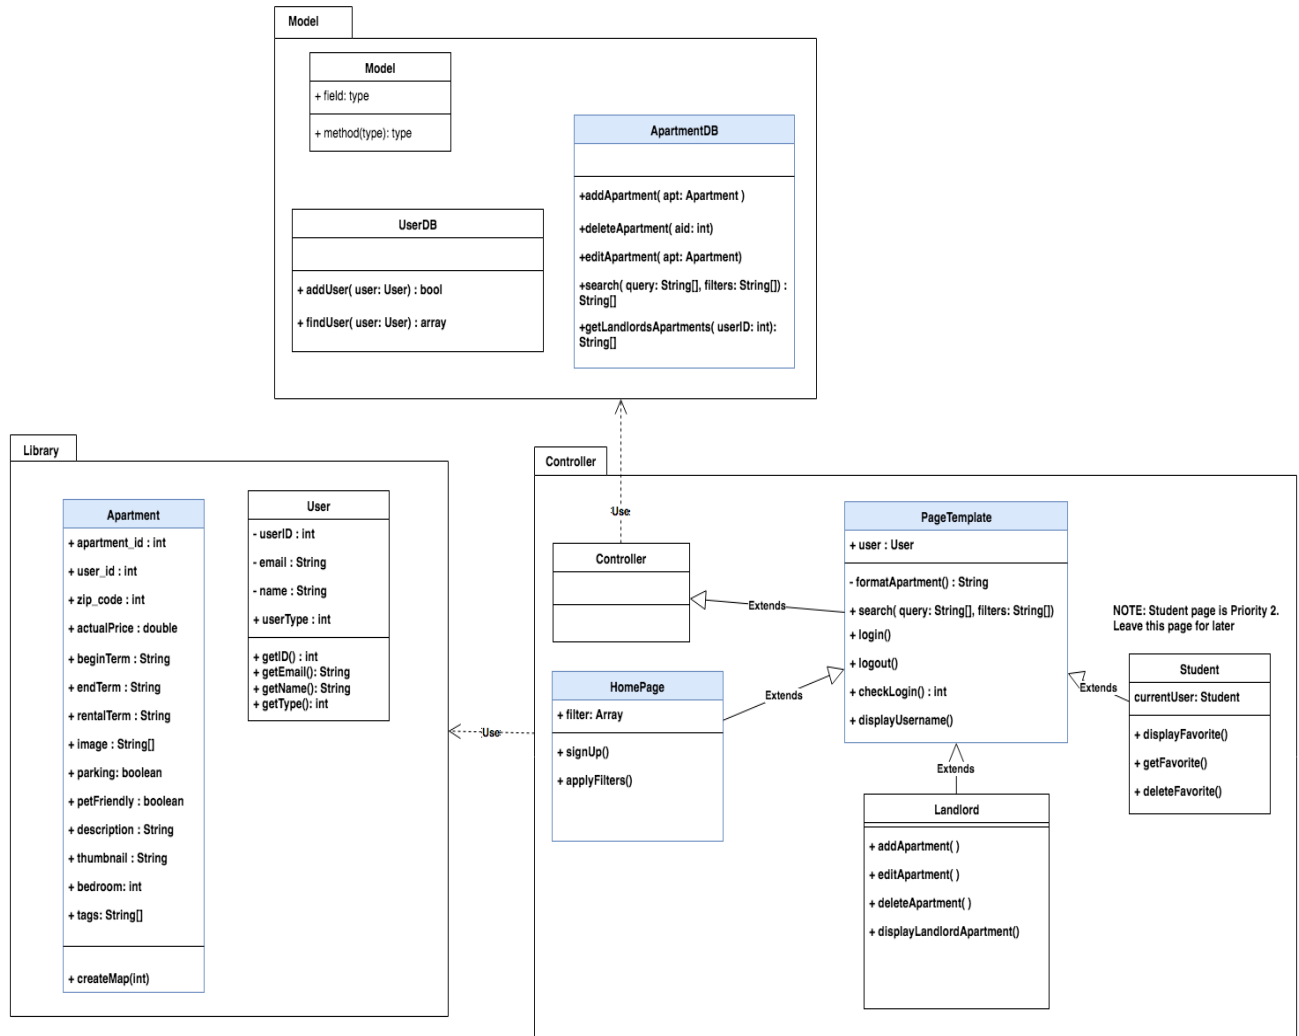 Model
Model
+ field: type
+ method(type): type
ApartmentDB
+addApartment( apt: Apartment )
+deleteApartment( aid: int)
+editApartment( apt: Apartment)
+search( query: String[], filters: String[]) :
String[]
+getLandlordsApartments( userID: int):
String[]
UserDB
+ addUser( user: User) : bool
+ findUser( user: User) : array
Use
Library
Apartment
+ apartment_id : int
+ user_id : int
+ zip_code : int
+ actualPrice : double
+ beginTerm : String
+ endTerm : String
+ rentalTerm : String
+ image : String[]
+ parking: boolean
+ petFriendly : boolean
+ description : String
+ thumbnail : String
+ bedroom: int
+ tags: String[]
+ createMap(int)
User
- userID : int
- email : String
- name : String
+ userType : int
+ getID() : int
+ getEmail(): String
+ getName(): String
+ getType(): int
Use
Controller
Controller
Extends
PageTemplate
+ user : User
- formatApartment() : String
+ search( query: String[], filters: String[])
+ login()
+ logout()
+ checkLogin() : int
+ displayUsername()
HomePage
+ filter: Array
+ signUp()
+ applyFilters()
Extends
Extends
Landlord
+ addApartment( )
+ editApartment( )
+ deleteApartment( )
+ displayLandlordApartment()
NOTE: Student page is Priority 2.
Leave this page for later
Extends
Student
currentUser: Student
+ displayFavorite()
+ getFavorite()
+ deleteFavorite()